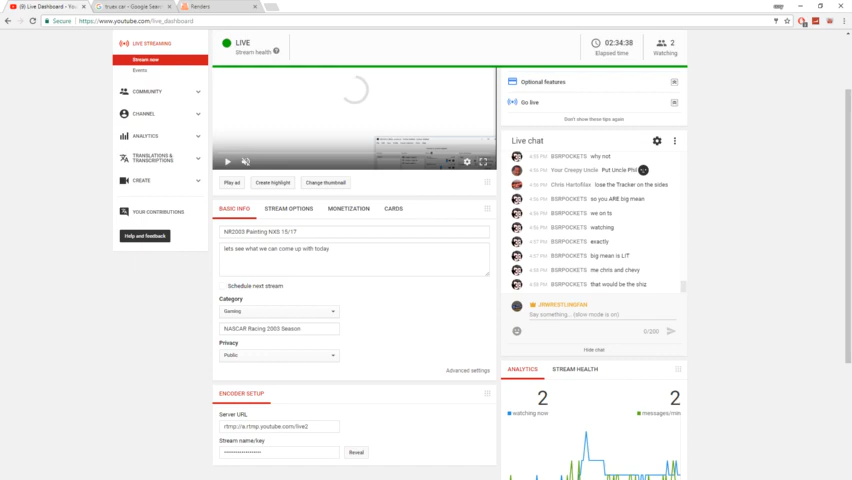 Live Dashboard - Yo
truex car - Google Sear
Fienders
Secure
https://www.youtube.com/live_dashboard
LIVE STREAMING
Stream now
Events
COMMUNITY
CHANNEL
ANALYTICS
TRANSLATIONS &
TRANSCRIPTIONS
CREATE
YOUR CONTRIBUTIONS
Help and feedback
LIVE
Stream health
02:34:38
Elapsed time
2
Watching
Play ad
Create highlight
Change thumbnail
BASIC INFO
STREAM OPTIONS
MONETIZATION
CARDS
NR2003 Painting NXS 15/17
lets see what we can come up with today
Schedule next stream
Category
Gaming
NASCAR Racing 2003 Season
Privacy
Public
Advanced settings
ENCODER SETUP
Server URL
rtmp://a.rtmp.youtube.com/live2
Stream name/key
Reveal
Optional features
Go live
Don't show these tips again
Live chat
4:55 PM BSRPOCKETS why not
4:56 PM Your Creepy Uncle Put Uncle Phil
4:56 PM Chris Hartofilax lose the Tracker on the sides
4:56 PM BSRPOCKETS so you ARE big mean
4:56 PM BSRPOCKETS we on ts
4:56 PM BSRPOCKETS watching
4:57 PM BSRPOCKETS exactly
4:57 PM BSRPOCKETS big mean is LIT
4:58 PM BSRPOCKETS me chris and chevy
4:58 PM BSRPOCKETS that would be the shiz
JRWRESTLINGFAN
Say something... (slow mode is on)
0/200
Hide chat
ANALYTICS
STREAM HEALTH
2
watching now
2
messages/min